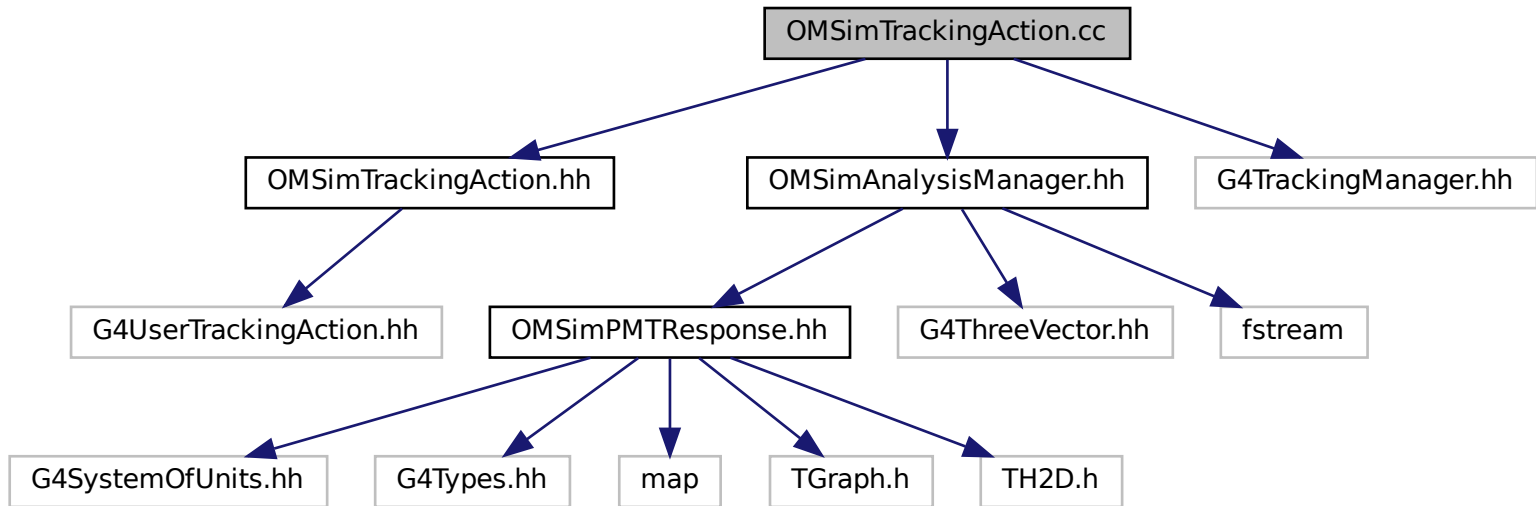 OMSimTrackingAction.cc
OMSimTrackingAction.hh
OMSimAnalysisManager.hh
G4TrackingManager.hh
G4UserTrackingAction.hh
OMSimPMTResponse.hh
G4ThreeVector.hh
fstream
G4SystemOfUnits.hh
G4Types.hh
map
TGraph.h
TH2D.h